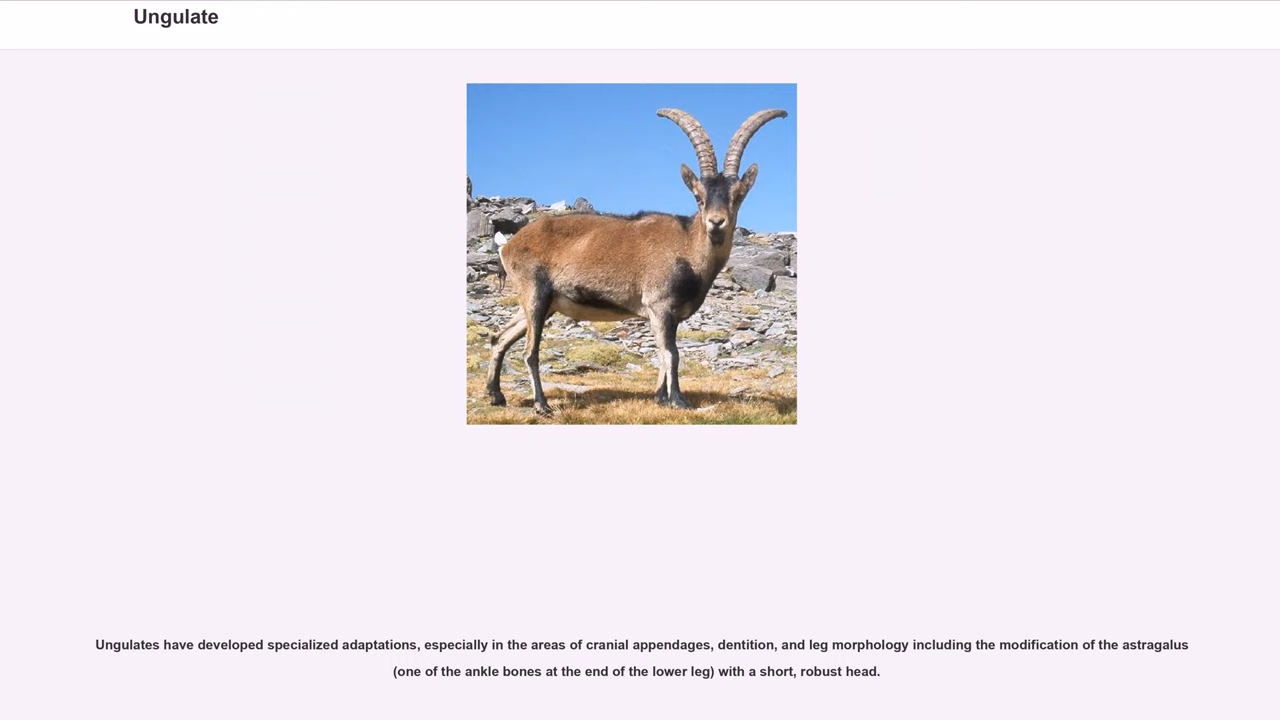 Ungulate
Ungulates have developed specialized adaptations, especially in the areas of cranial appendages, dentition, and leg morphology including the modification of the astragalus
(one of the ankle bones at the end of the lower leg) with a short, robust head.